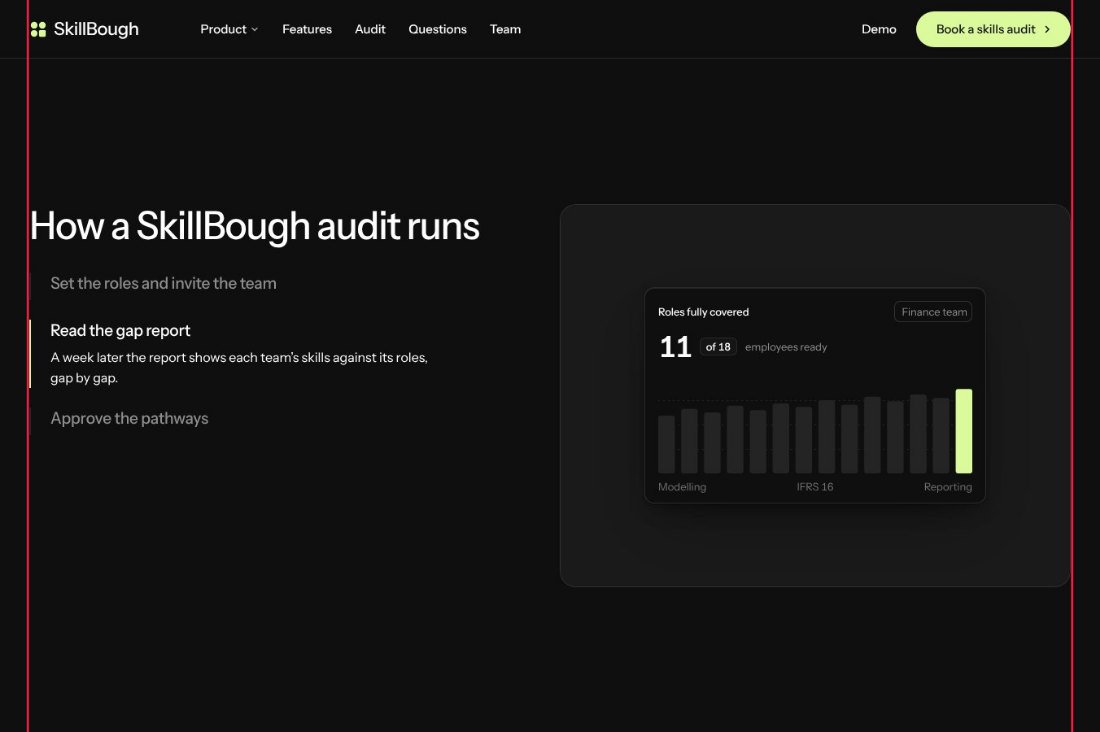 SkillBough
Product
Features
Audit
Questions
Team
Demo
Book a skills audit
How a SkillBough audit runs
Set the roles and invite the team
Read the gap report
A week later the report shows each team's skills against its roles,
gap by gap.
Approve the pathways
Roles fully covered
Finance team
11 of 18 employees ready
Modelling
IFRS 16
Reporting